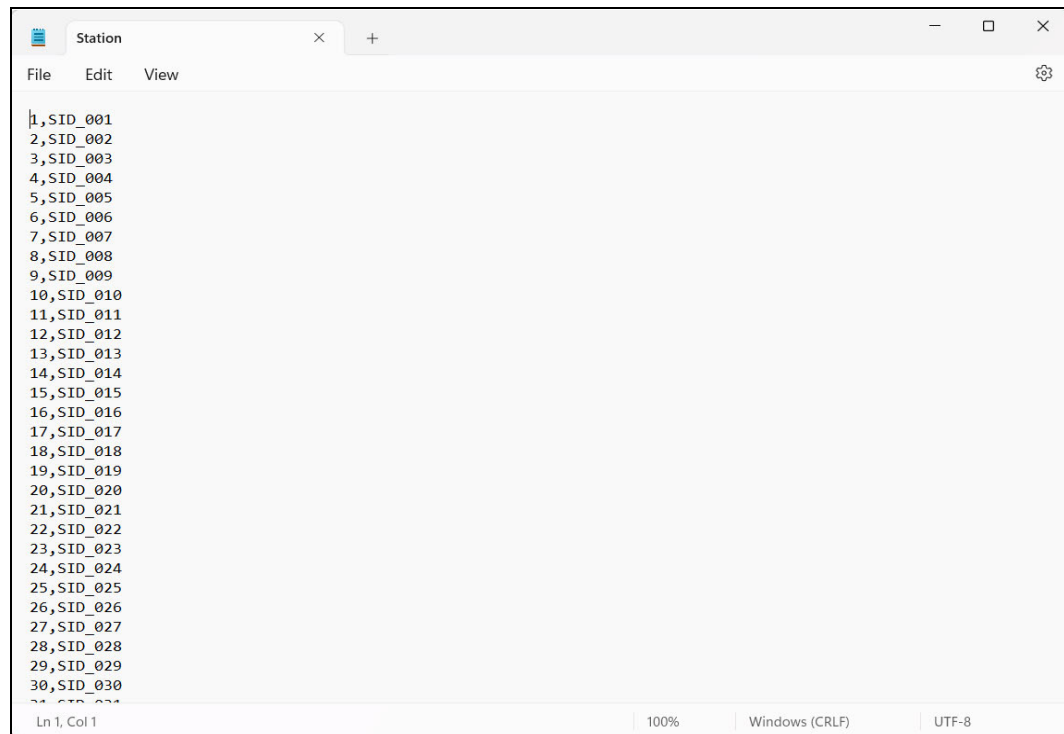 Station
File Edit View
1,SID_001
2,SID_002
3,SID_003
4,SID_004
5,SID_005
6,SID_006
7,SID_007
8,SID_008
9,SID_009
10,SID_010
11,SID_011
12,SID_012
13,SID_013
14,SID_014
15,SID_015
16,SID_016
17,SID_017
18,SID_018
19,SID_019
20,SID_020
21,SID_021
22,SID_022
23,SID_023
24,SID_024
25,SID_025
26,SID_026
27,SID_027
28,SID_028
29,SID_029
30,SID_030
Ln 1, Col 1 100% Windows (CRLF) UTF-8